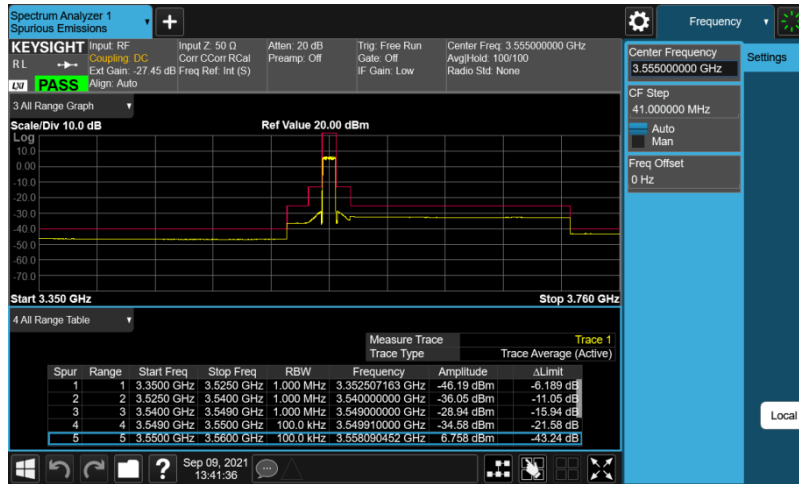 Spectrum Analyzer 1
Spurious Emissions
Frequency
KEYSIGHT
RL
LXI
PASS
Input: RF
Coupling: DC
Ext Gain: -27.45 dB
Align: Auto
Input Z: 50 Ω
Corr CCorr RCal
Freq Ref: Int (S)
Atten: 20 dB
Preamp: Off
Trig: Free Run
Gate: Off
IF Gain: Low
Center Freq: 3.555000000 GHz
Avg|Hold: 100/100
Radio Std: None
Center Frequency
3.555000000 GHz
Settings
CF Step
41.000000 MHz
Auto
Man
Freq Offset
0 Hz
Local
3 All Range Graph
Scale/Div 10.0 dB
Ref Value 20.00 dBm
Log
10.0
0.00
-10.0
-20.0
-30.0
-40.0
-50.0
-60.0
-70.0
Start 3.350 GHz
Stop 3.760 GHz
4 All Range Table
Measure Trace Trace 1
Trace Type Trace Average (Active)
Spur Range Start Freq Stop Freq RBW Frequency Amplitude ΔLimit
1 1 3.3500 GHz 3.5250 GHz 1.000 MHz 3.352507163 GHz -46.19 dBm -6.189 dB
2 2 3.5250 GHz 3.5400 GHz 1.000 MHz 3.540000000 GHz -36.05 dBm -11.05 dB
3 3 3.5400 GHz 3.5490 GHz 1.000 MHz 3.549000000 GHz -28.94 dBm -15.94 dB
4 4 3.5490 GHz 3.5500 GHz 100.0 kHz 3.549910000 GHz -34.58 dBm -21.58 dB
5 5 3.5500 GHz 3.5600 GHz 100.0 kHz 3.558090452 GHz 6.758 dBm -43.24 dB
?
Sep 09, 2021
13:41:36